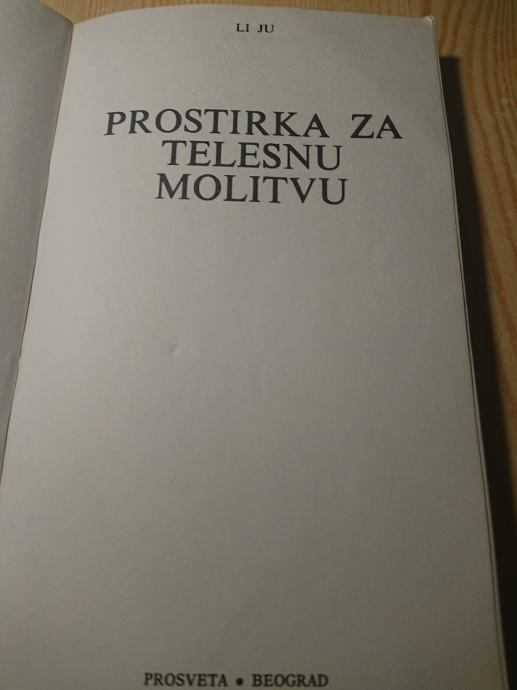 LI JU
PROSTIRKA ZA
TELESNU
MOLITVU
PROSVETA • BEOGRAD